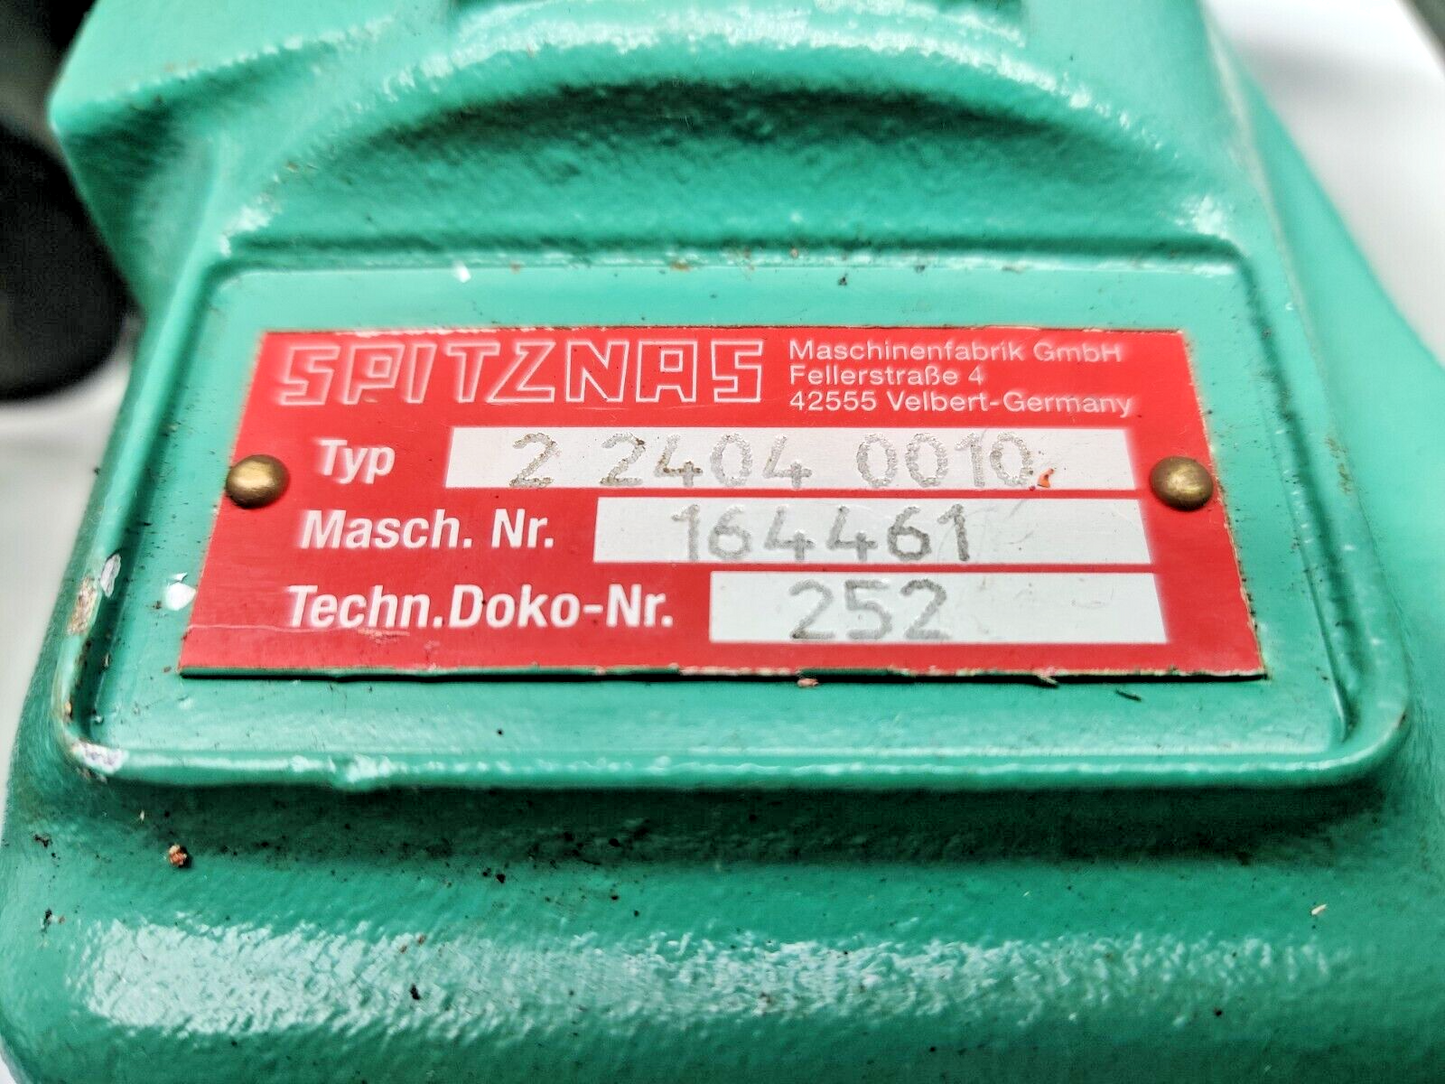 SPITZNAS
Maschinenfabrik GmbH
Fellerstraße 4
42555 Velbert-Germany
Typ 2 2404 0010
Masch. Nr. 164461
Techn.Doko-Nr. 252